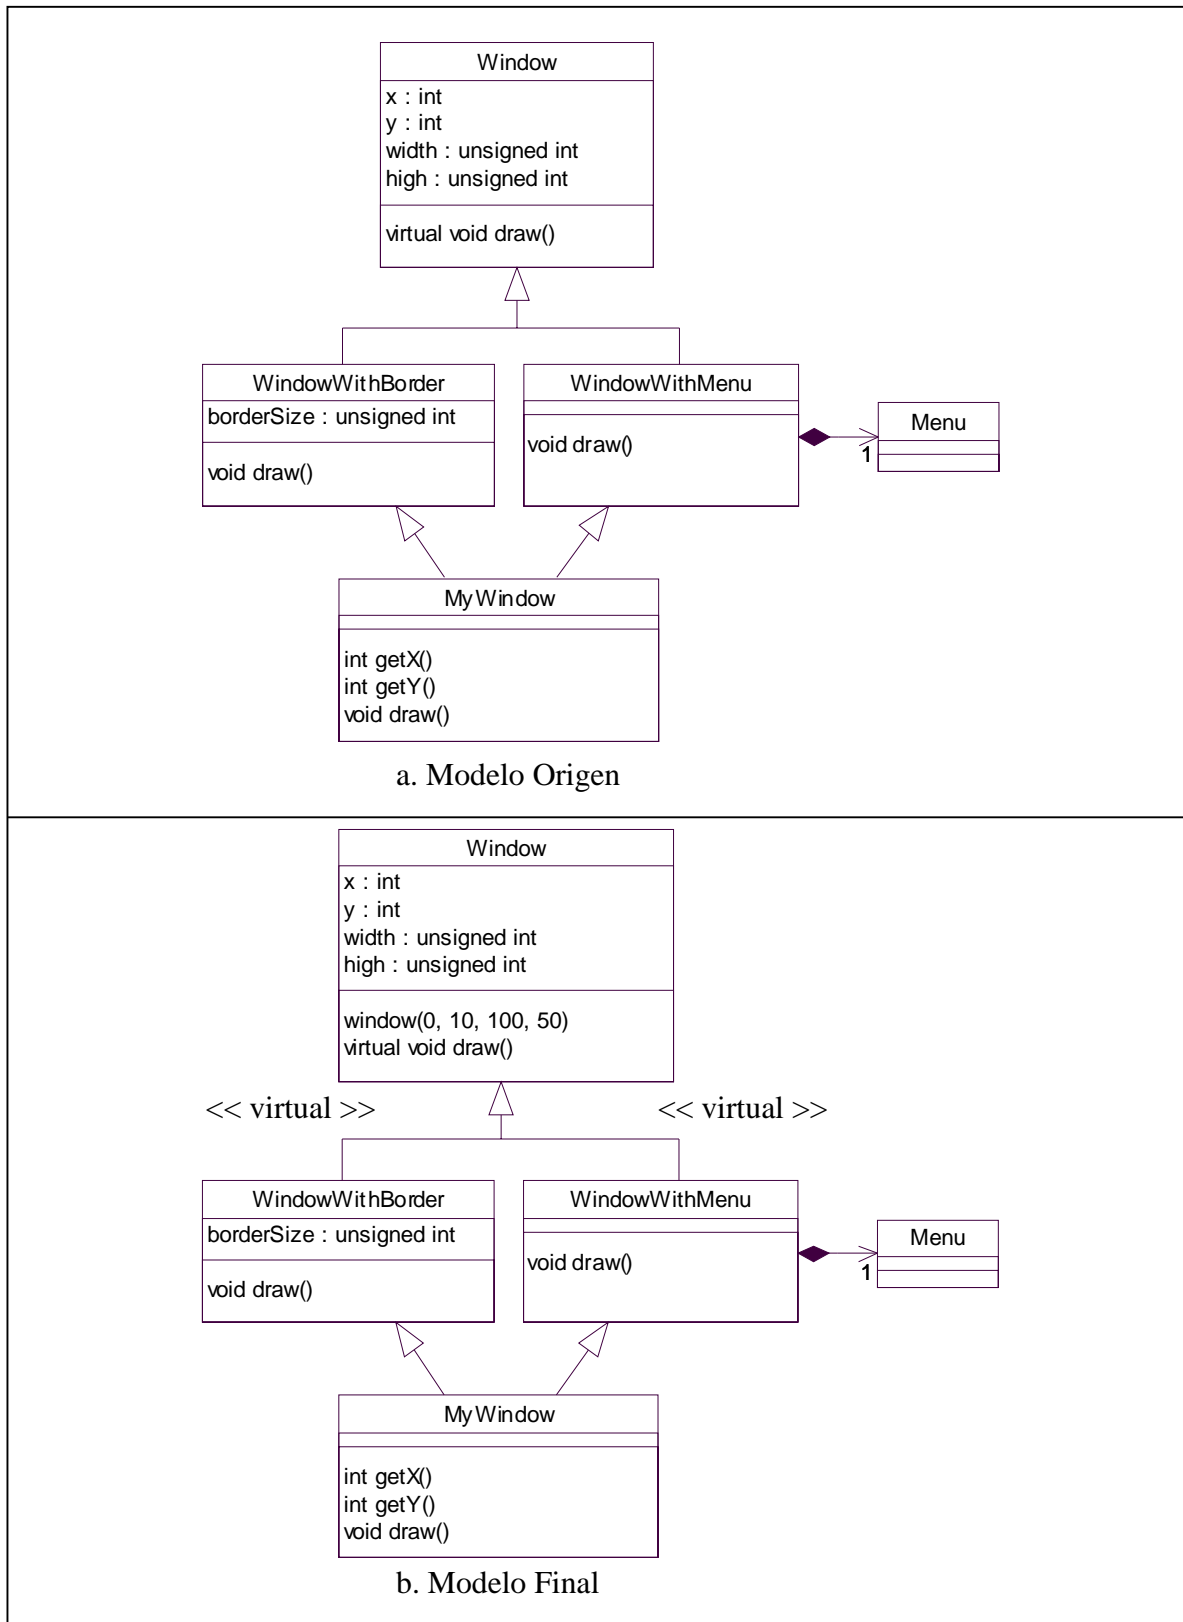 Window
x : int
y : int
width : unsigned int
high : unsigned int
virtual void draw()
WindowWithBorder
borderSize : unsigned int
void draw()
WindowWithMenu
void draw()
1
Menu
MyWindow
int getX()
int getY()
void draw()
a. Modelo Origen
Window
x : int
y : int
width : unsigned int
high : unsigned int
window(0, 10, 100, 50)
virtual void draw()
<< virtual >>
<< virtual >>
WindowWithBorder
borderSize : unsigned int
void draw()
WindowWithMenu
void draw()
1
Menu
MyWindow
int getX()
int getY()
void draw()
b. Modelo Final